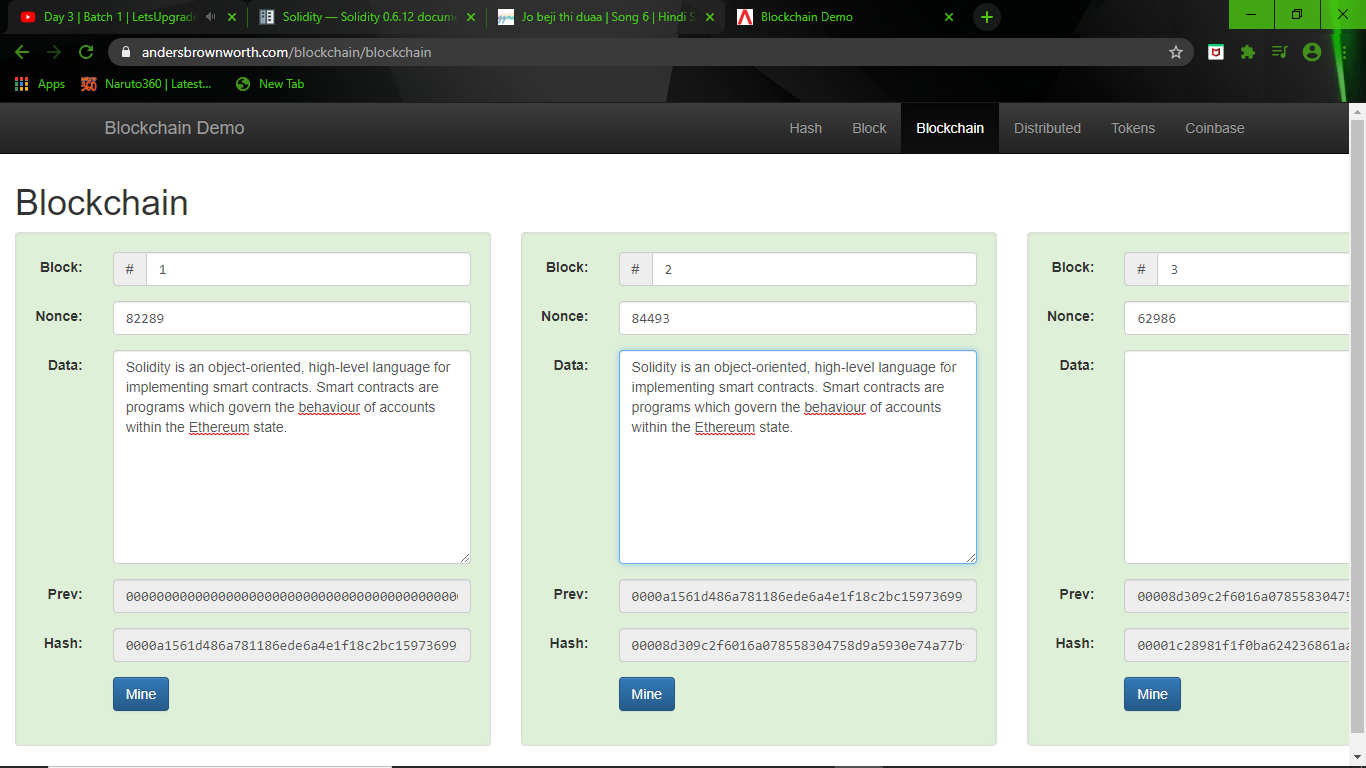 Day 3 | Batch 1 | LetsUpgrade
Solidity — Solidity 0.6.12 docume
Jo beji thi duaa | Song 6 | Hindi S
Blockchain Demo
andersbrownworth.com/blockchain/blockchain
Apps
Naruto360 | Latest...
New Tab
Blockchain Demo
Hash
Block
Blockchain
Distributed
Tokens
Coinbase
Blockchain
Block:
# 1
Nonce:
82289
Data:
Solidity is an object-oriented, high-level language for
implementing smart contracts. Smart contracts are
programs which govern the behaviour of accounts
within the Ethereum state.
Prev:
0000000000000000000000000000000000000000000
Hash:
0000a1561d486a781186ede6a4e1f18c2bc15973699
Mine
Block:
# 2
Nonce:
84493
Data:
Solidity is an object-oriented, high-level language for
implementing smart contracts. Smart contracts are
programs which govern the behaviour of accounts
within the Ethereum state.
Prev:
0000a1561d486a781186ede6a4e1f18c2bc15973699
Hash:
00008d309c2f6016a078558304758d9a5930e74a77b
Mine
Block:
# 3
Nonce:
62986
Data:
Prev:
00008d309c2f6016a07855830475
Hash:
00001c28981f1f0ba624236861aa
Mine